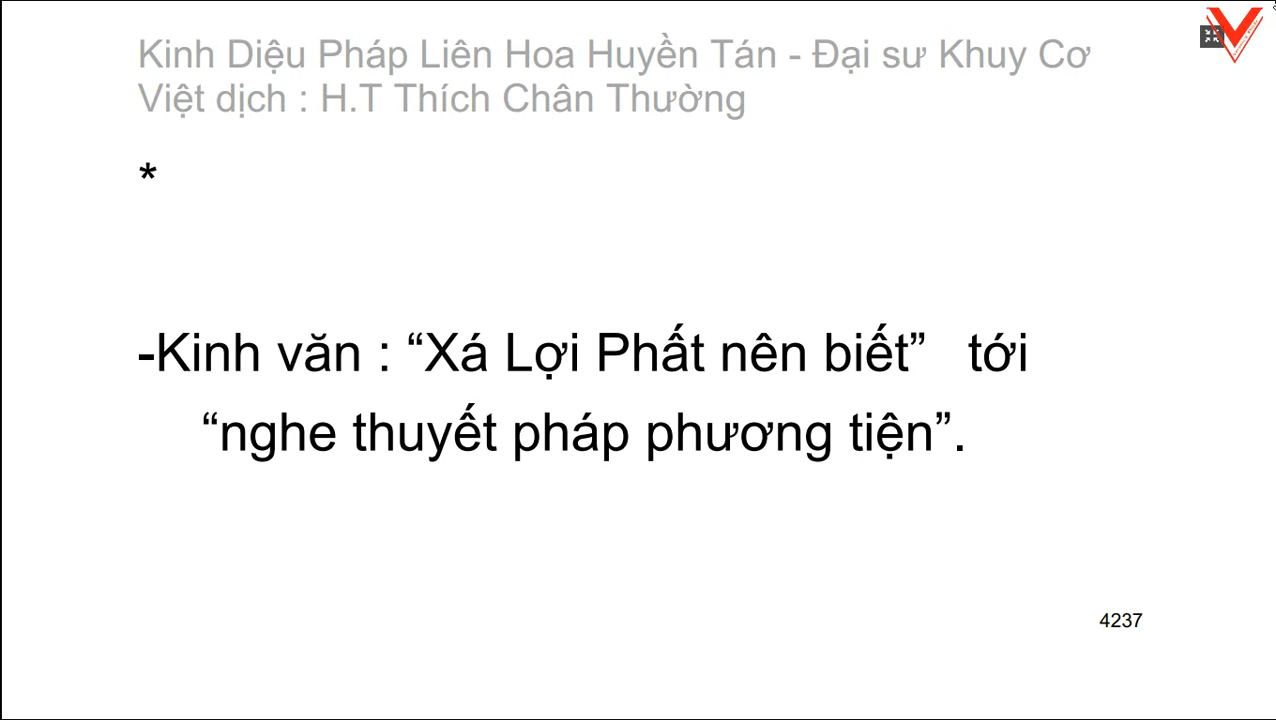 Kinh Diệu Pháp Liên Hoa Huyền Tán - Đại sư Khuy Cơ
Việt dịch : H.T Thích Chân Thường
*
-Kinh văn : “Xá Lợi Phất nên biết” tới
“nghe thuyết pháp phương tiện”.
4237